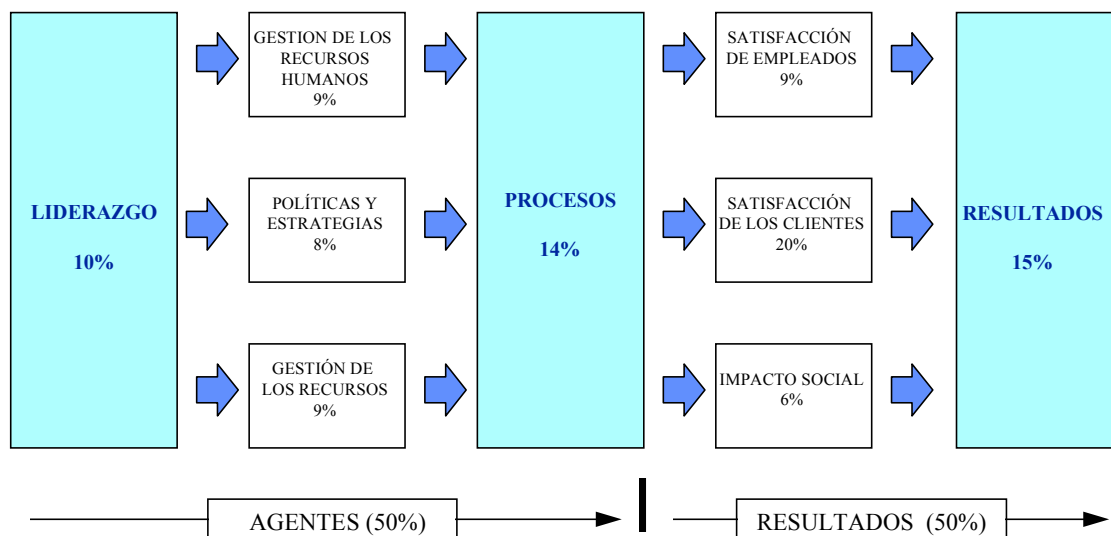 LIDERAZGO
10%
GESTION DE LOS
RECURSOS
HUMANOS
9%
POLÍTICAS Y
ESTRATEGIAS
8%
GESTIÓN DE
LOS RECURSOS
9%
PROCESOS
14%
SATISFACCIÓN
DE EMPLEADOS
9%
SATISFACCIÓN
DE LOS CLIENTES
20%
IMPACTO SOCIAL
6%
RESULTADOS
15%
AGENTES (50%)
RESULTADOS (50%)